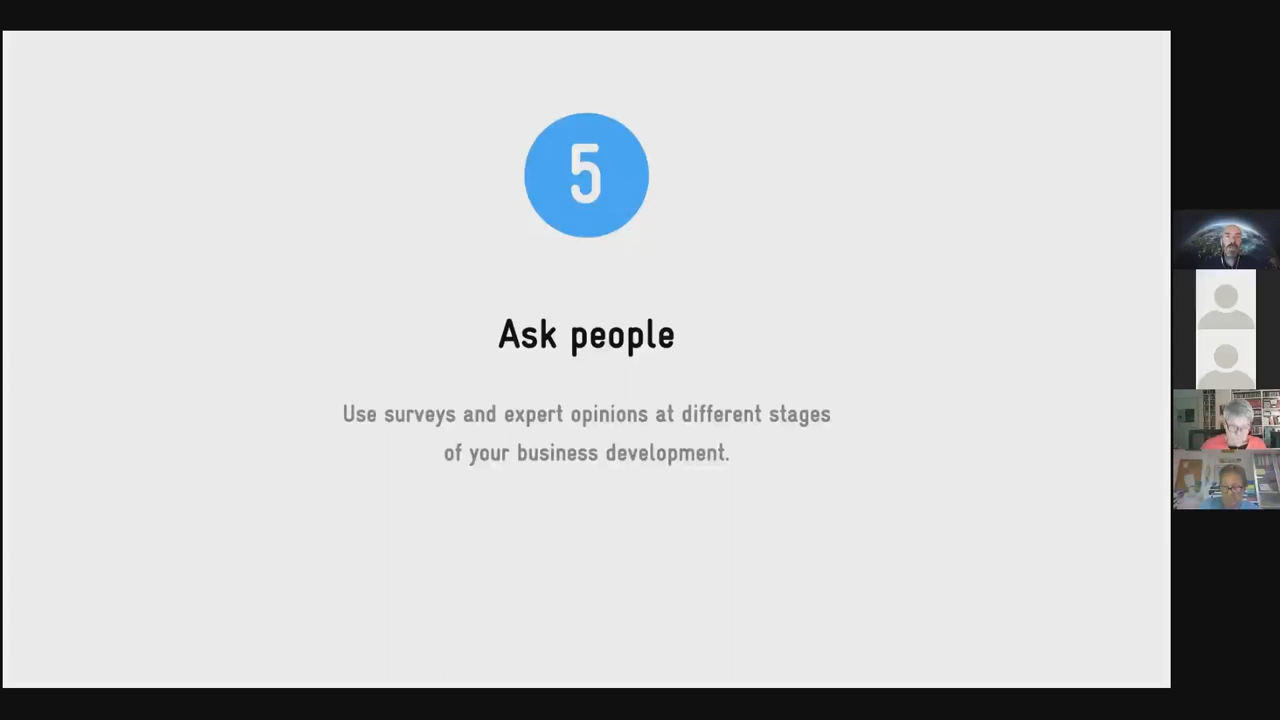 5
Ask people
Use surveys and expert opinions at different stages
of your business development.